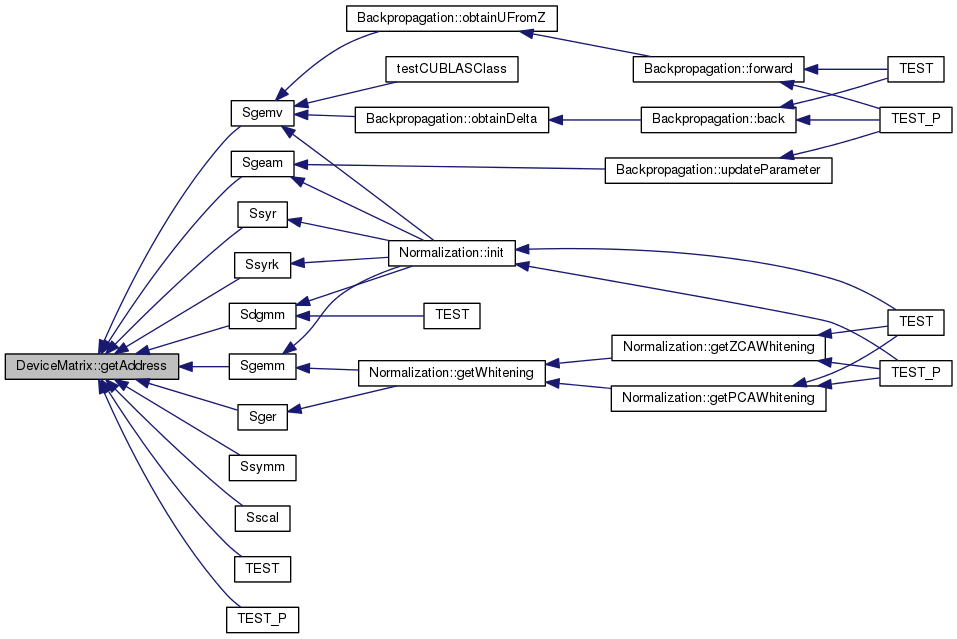 Backpropagation::obtainUFromZ
testCUBLASClass
Backpropagation::forward
TEST
Sgemv
Backpropagation::obtainDelta
Backpropagation::back
TEST_P
Sgeam
Backpropagation::updateParameter
Ssyr
Normalization::init
Ssyrk
Sdgmm
TEST
TEST
DeviceMatrix::getAddress
Sgemm
Normalization::getWhitening
Normalization::getZCAWhitening
TEST_P
Normalization::getPCAWhitening
Sger
Ssymm
Sscal
TEST
TEST_P